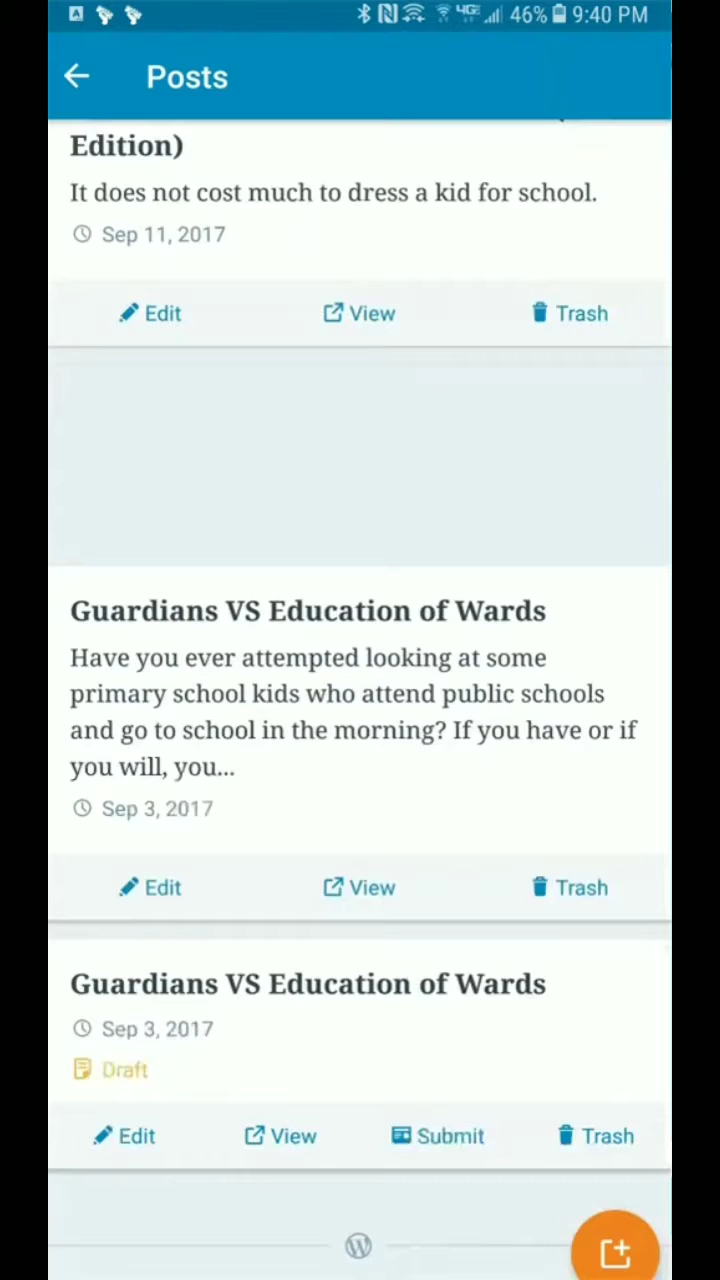 46% 9:40 PM
Posts
Edition)
It does not cost much to dress a kid for school.
Sep 11, 2017
Edit View Trash
Guardians VS Education of Wards
Have you ever attempted looking at some
primary school kids who attend public schools
and go to school in the morning? If you have or if
you will, you...
Sep 3, 2017
Edit View Trash
Guardians VS Education of Wards
Sep 3, 2017
Draft
Edit View Submit Trash